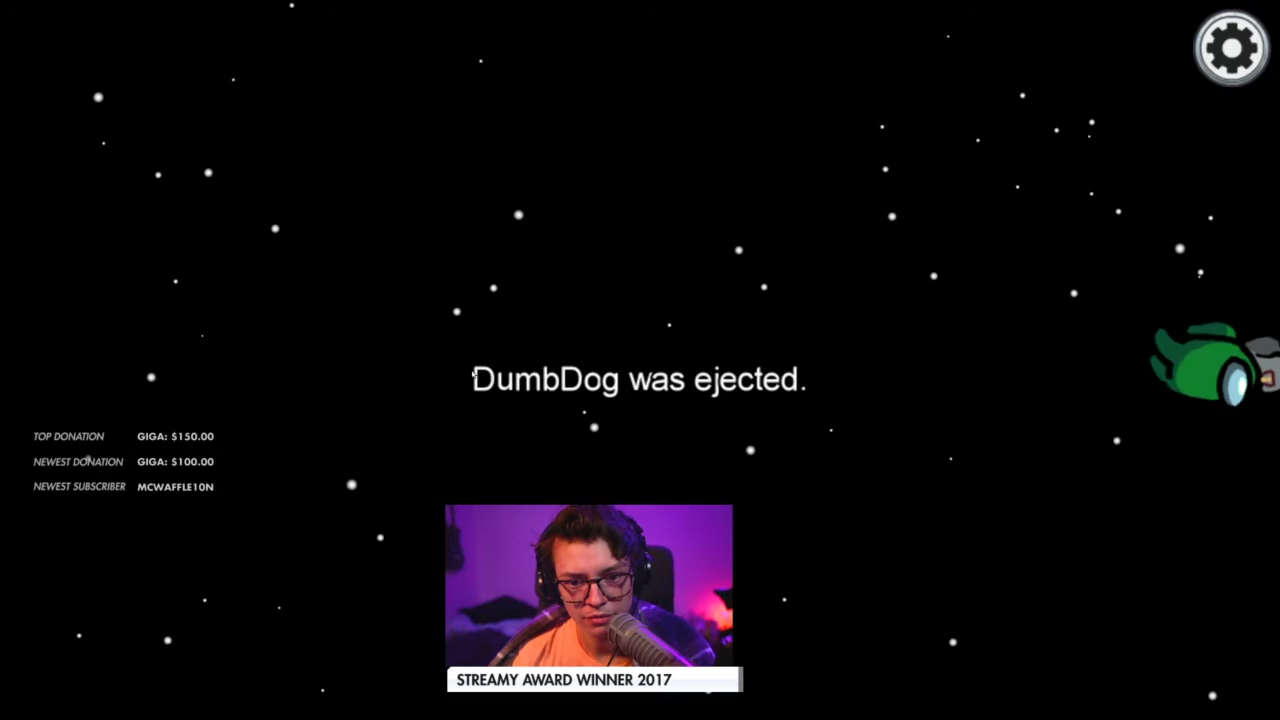 DumbDog was ejected.
TOP DONATION GIGA: $150.00
NEWEST DONATION GIGA: $100.00
NEWEST SUBSCRIBER MCWAFFLE10N
STREAMY AWARD WINNER 2017